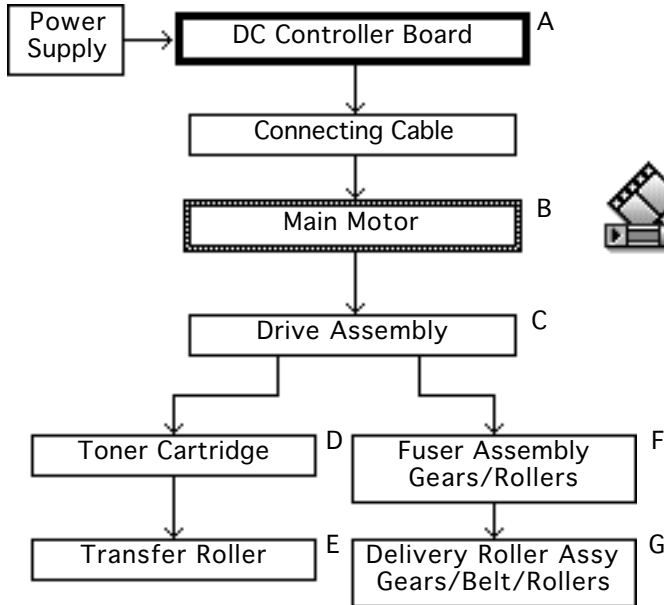 Power
Supply
DC Controller Board
A
Connecting Cable
Main Motor
B
Drive Assembly
C
Toner Cartridge
D
Fuser Assembly
Gears/Rollers
F
Transfer Roller
E
Delivery Roller Assy
Gears/Belt/Rollers
G